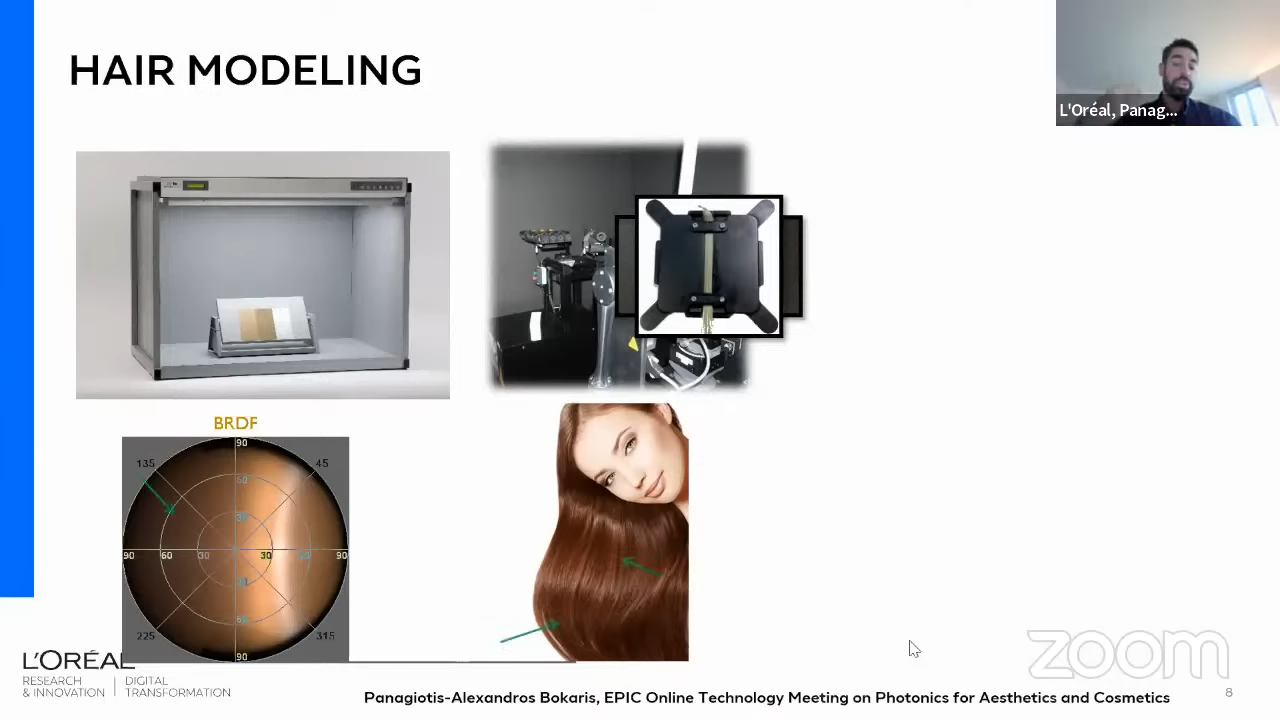 HAIR MODELING
L'Oréal, Panag...
BRDF
90
135
45
60
30
90 60 30 30 90
60
225
315
90
L'ORÉAL
RESEARCH & INNOVATION
DIGITAL TRANSFORMATION
Panagiotis-Alexandros Bokaris, EPIC Online Technology Meeting on Photonics for Aesthetics and Cosmetics
zoom
8